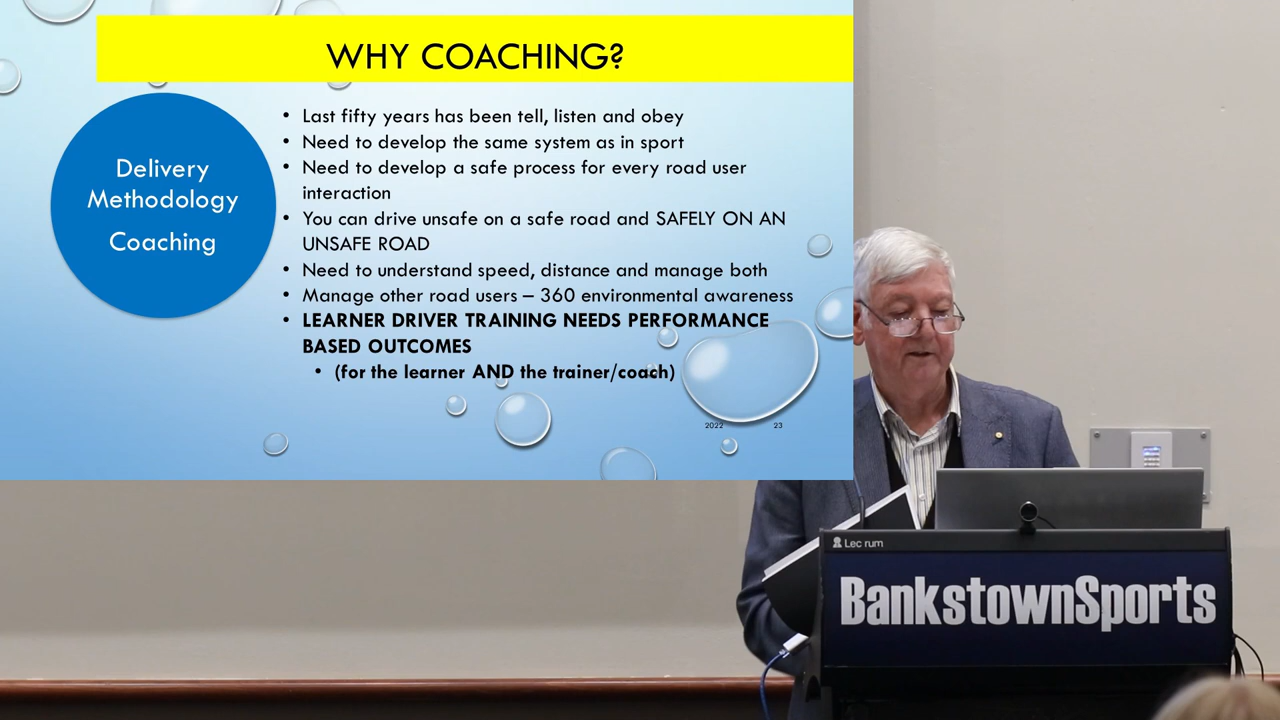 WHY COACHING?
Delivery
Methodology
Coaching
• Last fifty years has been tell, listen and obey
• Need to develop the same system as in sport
• Need to develop a safe process for every road user
interaction
• You can drive unsafe on a safe road and SAFELY ON AN
UNSAFE ROAD
• Need to understand speed, distance and manage both
• Manage other road users – 360 environmental awareness
• LEARNER DRIVER TRAINING NEEDS PERFORMANCE
BASED OUTCOMES
• (for the learner AND the trainer/coach)
2022 23
Lec rum
BankstownSports